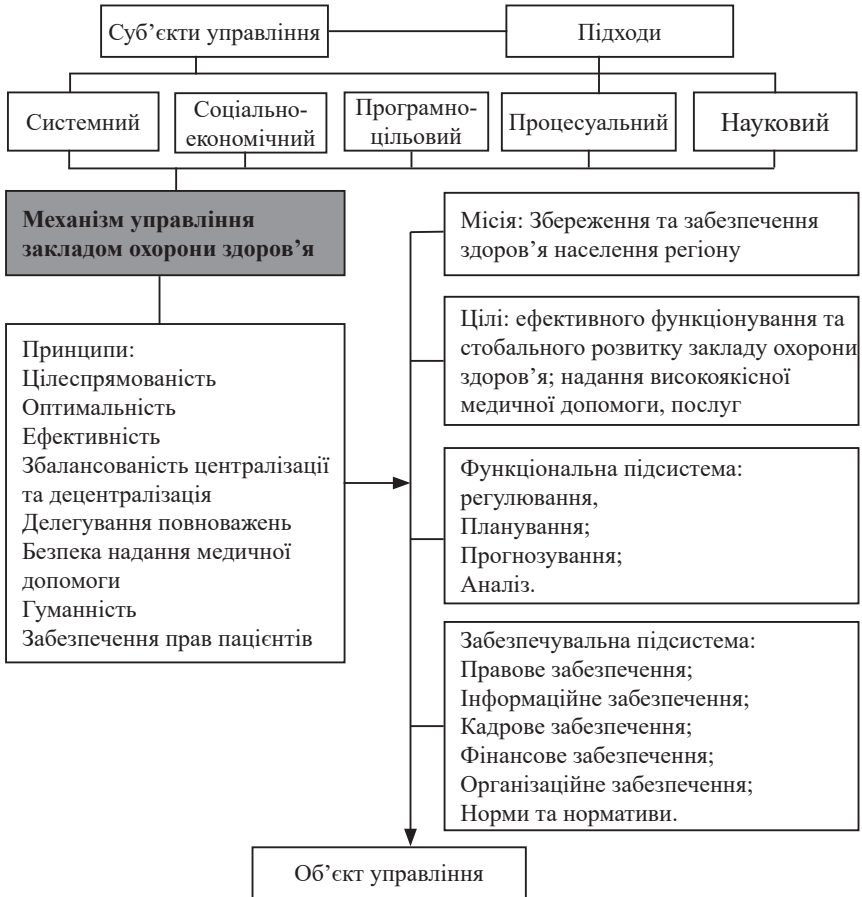 Суб’єкти управління
Підходи
Системний
Соціально-
економічний
Програмно-
цільовий
Процесуальний
Науковий
Механізм управління
закладом охорони здоров’я
Принципи:
Цілеспрямованість
Оптимальність
Ефективність
Збалансованість централізації
та децентралізація
Делегування повноважень
Безпека надання медичної
допомоги
Гуманність
Забезпечення прав пацієнтів
Місія: Збереження та забезпечення
здоров’я населення регіону
Цілі: ефективного функціонування та
стобального розвитку закладу охорони
здоров’я; надання високоякісної
медичної допомоги, послуг
Функціональна підсистема:
регулювання,
Планування;
Прогнозування;
Аналіз.
Забезпечувальна підсистема:
Правове забезпечення;
Інформаційне забезпечення;
Кадрове забезпечення;
Фінансове забезпечення;
Організаційне забезпечення;
Норми та нормативи.
Об’єкт управління